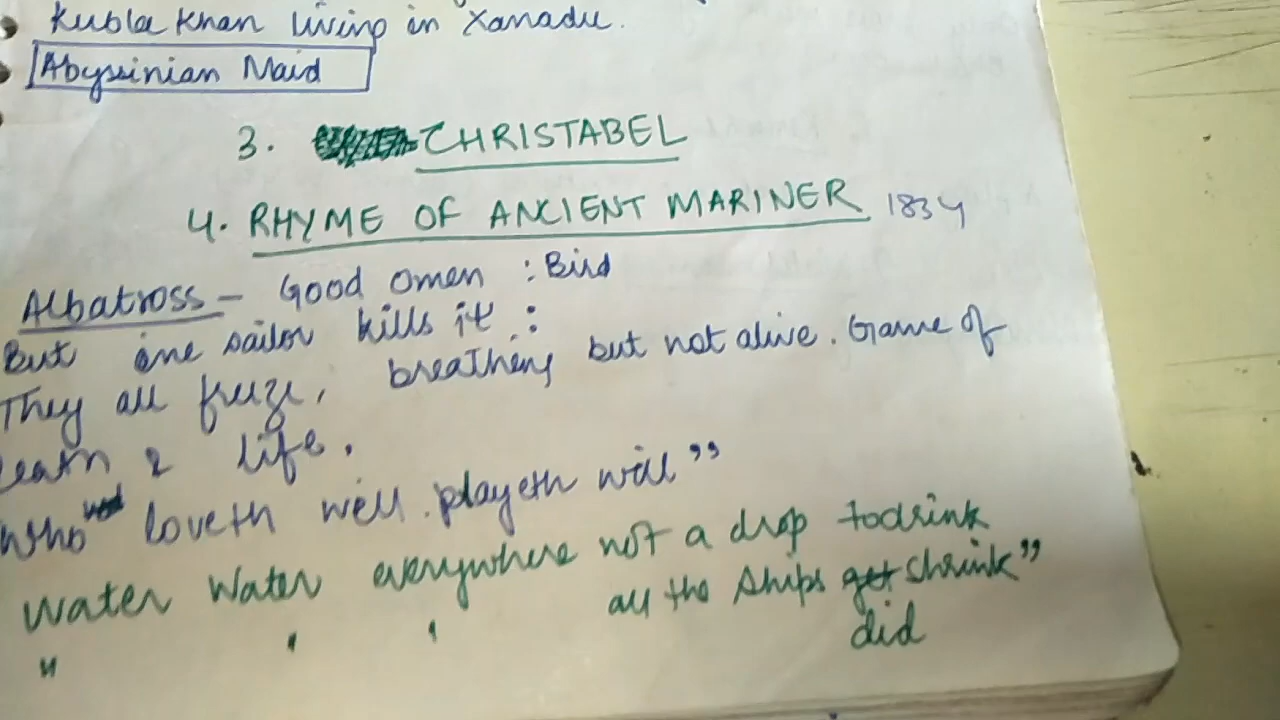 Kubla Khan living in Xanadu.
Abyssinian Maid
3. CHRISTABEL
4. RHYME OF ANCIENT MARINER 1834
Albatross - Good Omen : Bird
But one sailor kills it :
They all freeze, breathing but not alive. Game of
Death & life.
Who loveth well. playeth will"
Water Water everywhere not a drop to drink
" " " all the ships get shrink"
did